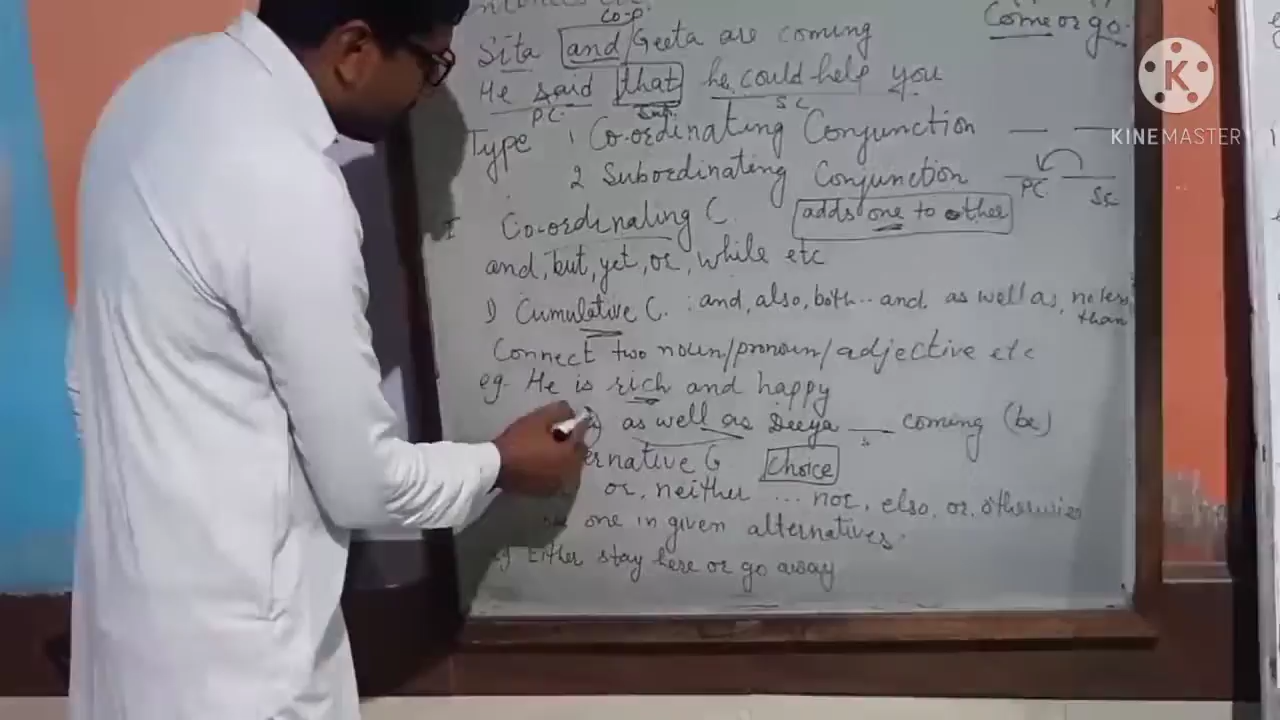 co-p.
Come or go.
Sita and Geeta are coming
He said that he could help you
P.C. Sub. S C
Type 1 Co-ordinating Conjunction
2 Subordinating Conjunction
PC S.C
I Co-ordinating C. adds one to other
and, but, yet, or, while etc
1) Cumulative C. : and, also, both .. and as well as, no less than
Connect two noun/pronoun/adjective etc
eg. He is rich and happy
as well as Deeya __ coming (be)
ernative C choice
or, neither ... nor, else, or, otherwise
one in given alternatives.
Either stay here or go away
K
KINEMASTER